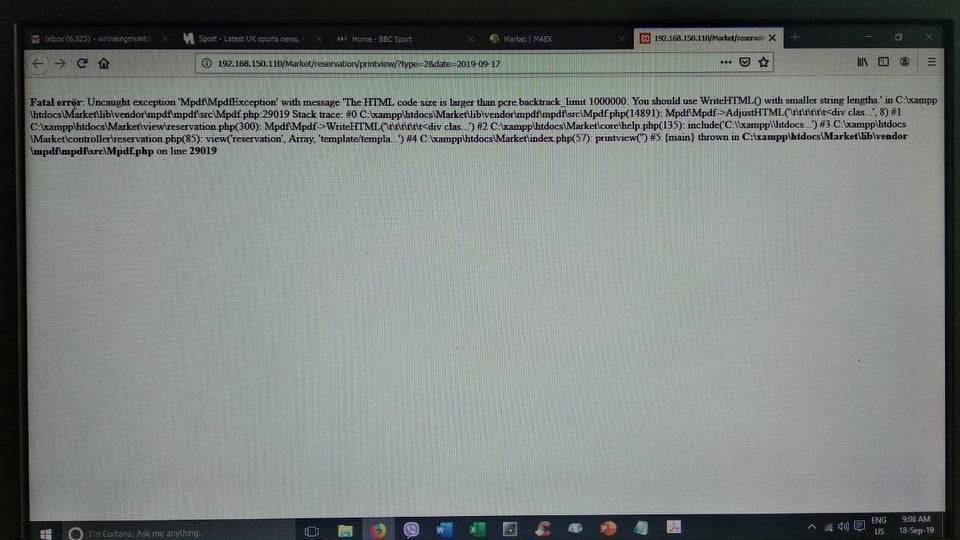 Inbox (6,923) - winnaingmyint
Sport - Latest UK sports news,
BBC Home - BBC Sport
Market | MAEX
192.168.150.110/Market/reservat
192.168.150.110/Market/reservation/printview/?type=2&date=2019-09-17
Fatal error: Uncaught exception 'Mpdf\MpdfException' with message 'The HTML code size is larger than pcre.backtrack_limit 1000000. You should use WriteHTML() with smaller string lengths.' in C:\xampp
\htdocs\Market\lib\vendor\mpdf\mpdf\src\Mpdf.php:29019 Stack trace: #0 C:\xampp\htdocs\Market\lib\vendor\mpdf\mpdf\src\Mpdf.php(14891): Mpdf\Mpdf->AdjustHTML('\t\t\t\t\t\t<div clas...', 8) #1
C:\xampp\htdocs\Market\view\reservation.php(300): Mpdf\Mpdf->WriteHTML('\t\t\t\t\t\t<div clas...') #2 C:\xampp\htdocs\Market\core\help.php(135): include('C:\\xampp\\htdocs...') #3 C:\xampp\htdocs
\Market\controller\reservation.php(85): view('reservation', Array, 'template/templa...') #4 C:\xampp\htdocs\Market\index.php(57): printview('') #5 {main} thrown in C:\xampp\htdocs\Market\lib\vendor
\mpdf\mpdf\src\Mpdf.php on line 29019
I'm Cortana. Ask me anything.
ENG
US
9:06 AM
18-Sep-19